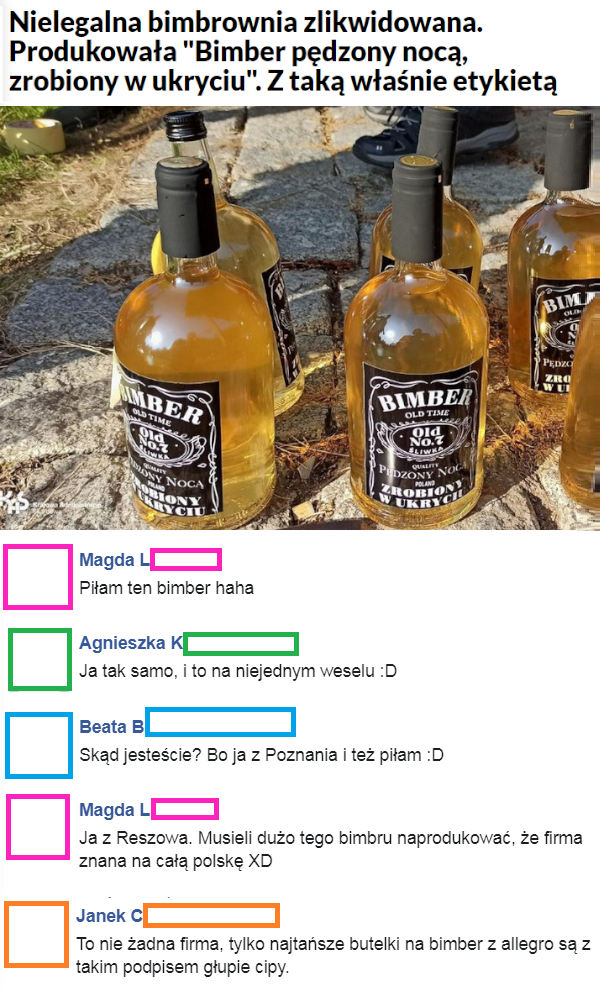 Nielegalna bimbrownia zlikwidowana.
Produkowała "Bimber pędzony nocą,
zrobiony w ukryciu". Z taką właśnie etykietą
BIMBER
OLD TIME
Old
No.7
QUALITY
POLAND
ZROBIONY
W UKRYCIU
BIMBER
OLD TIME
Old
No.7
ŚLIWKA
QUALITY
PĘDZONY NOCĄ
POLAND
ZROBIONY
W UKRYCIU
Magda L
Piłam ten bimber haha
Agnieszka K
Ja tak samo, i to na niejednym weselu :D
Beata B
Skąd jesteście? Bo ja z Poznania i też piłam :D
Magda L
Ja z Reszowa. Musieli dużo tego bimbru naprodukować, że firma
znana na całą polskę XD
Janek C
To nie żadna firma, tylko najtańsze butelki na bimber z allegro są z
takim podpisem głupie cipy.